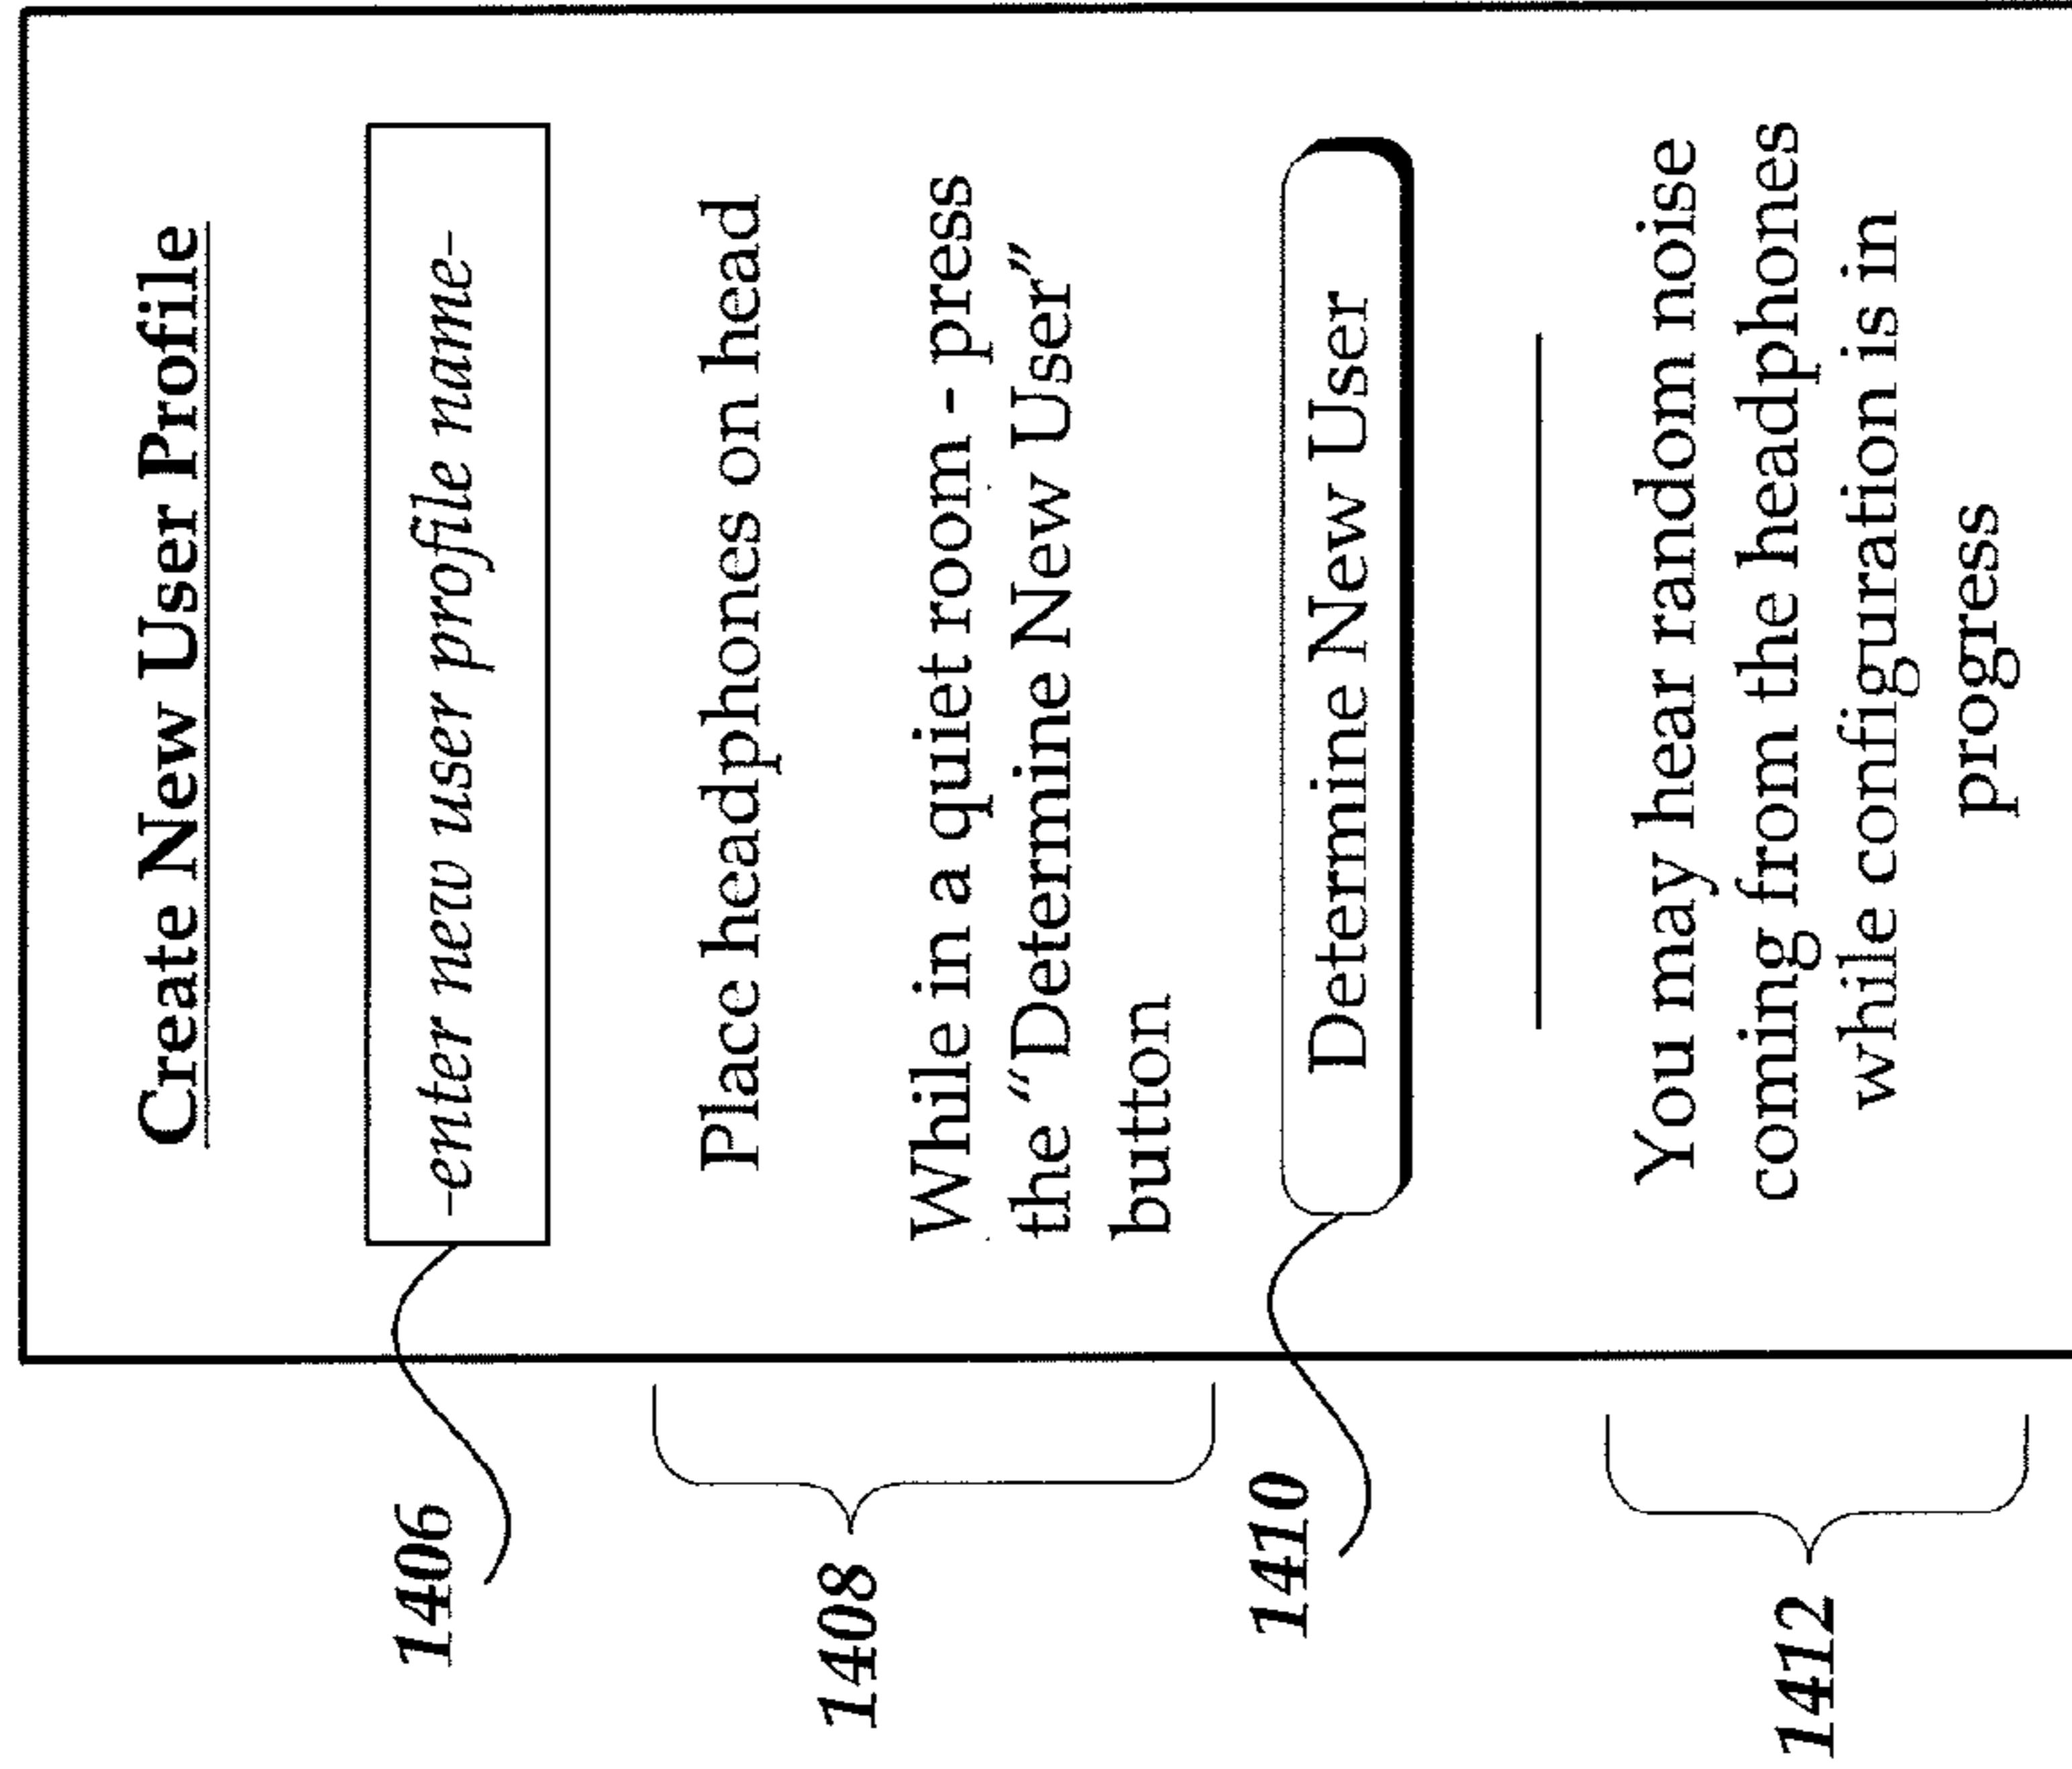 Create New User Profile
1406
-enter new user profile name-
1408
Place headphones on head
While in a quiet room - press
the "Determine New User"
button
1410
Determine New User
1412
You may hear random noise
coming from the headphones
while configuration is in
progress